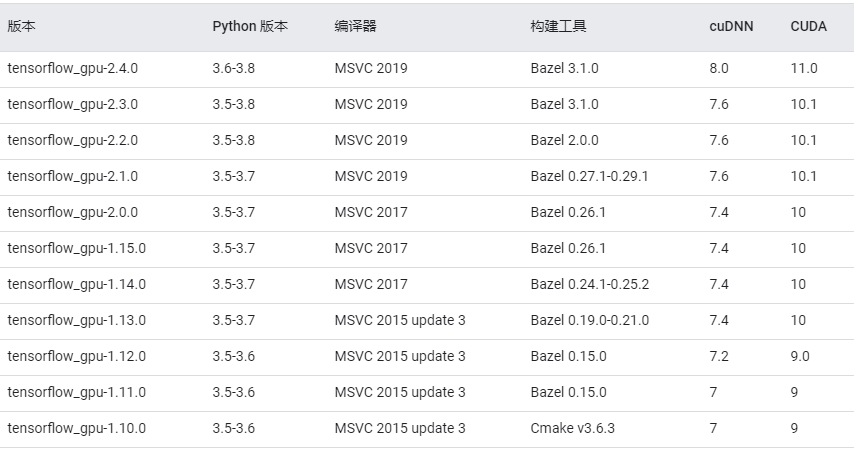 版本 Python 版本 编译器 构建工具 cuDNN CUDA
tensorflow_gpu-2.4.0 3.6-3.8 MSVC 2019 Bazel 3.1.0 8.0 11.0
tensorflow_gpu-2.3.0 3.5-3.8 MSVC 2019 Bazel 3.1.0 7.6 10.1
tensorflow_gpu-2.2.0 3.5-3.8 MSVC 2019 Bazel 2.0.0 7.6 10.1
tensorflow_gpu-2.1.0 3.5-3.7 MSVC 2019 Bazel 0.27.1-0.29.1 7.6 10.1
tensorflow_gpu-2.0.0 3.5-3.7 MSVC 2017 Bazel 0.26.1 7.4 10
tensorflow_gpu-1.15.0 3.5-3.7 MSVC 2017 Bazel 0.26.1 7.4 10
tensorflow_gpu-1.14.0 3.5-3.7 MSVC 2017 Bazel 0.24.1-0.25.2 7.4 10
tensorflow_gpu-1.13.0 3.5-3.7 MSVC 2015 update 3 Bazel 0.19.0-0.21.0 7.4 10
tensorflow_gpu-1.12.0 3.5-3.6 MSVC 2015 update 3 Bazel 0.15.0 7.2 9.0
tensorflow_gpu-1.11.0 3.5-3.6 MSVC 2015 update 3 Bazel 0.15.0 7 9
tensorflow_gpu-1.10.0 3.5-3.6 MSVC 2015 update 3 Cmake v3.6.3 7 9